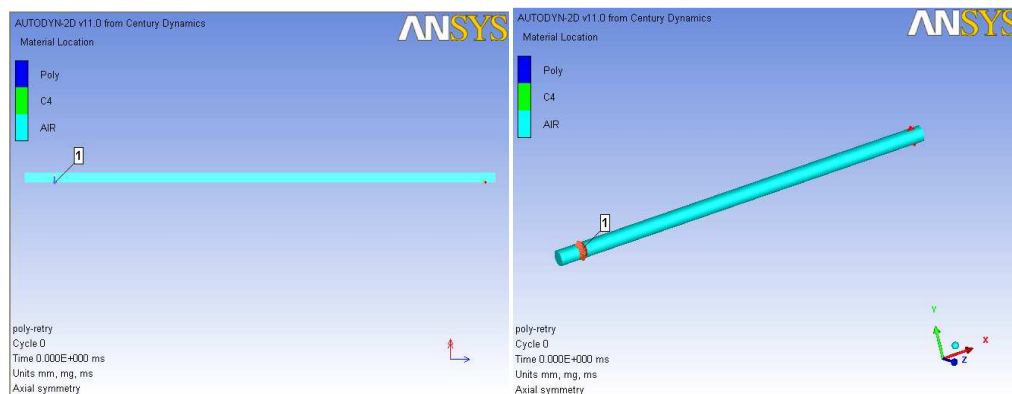 AUTODYN-2D v11.0 from Century Dynamics
Material Location
ANSYS
Poly
C4
AIR
1
poly-retry
Cycle 0
Time 0.000E+000 ms
Units mm, mg, ms
Axial symmetry
AUTODYN-2D v11.0 from Century Dynamics
Material Location
ANSYS
Poly
C4
AIR
1
poly-retry
Cycle 0
Time 0.000E+000 ms
Units mm, mg, ms
Axial symmetry
Y
X
Z